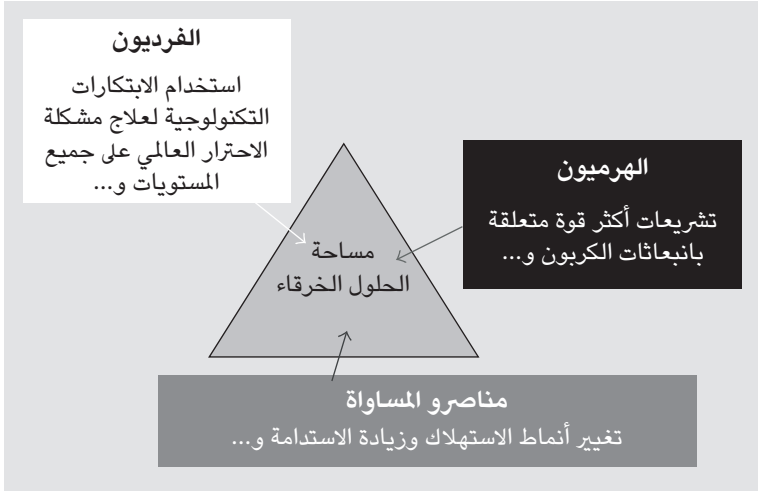 الفرديون
استخدام الابتكارات
التكنولوجية لعلاج مشكلة
الاحترار العالمي على جميع
المستويات و...
الهرميون
تشريعات أكثر قوة متعلقة
بانبعاثات الكربون و...
مساحة
الحلول الخرقاء
مناصرو المساواة
تغيير أنماط الاستهلاك وزيادة الاستدامة و...